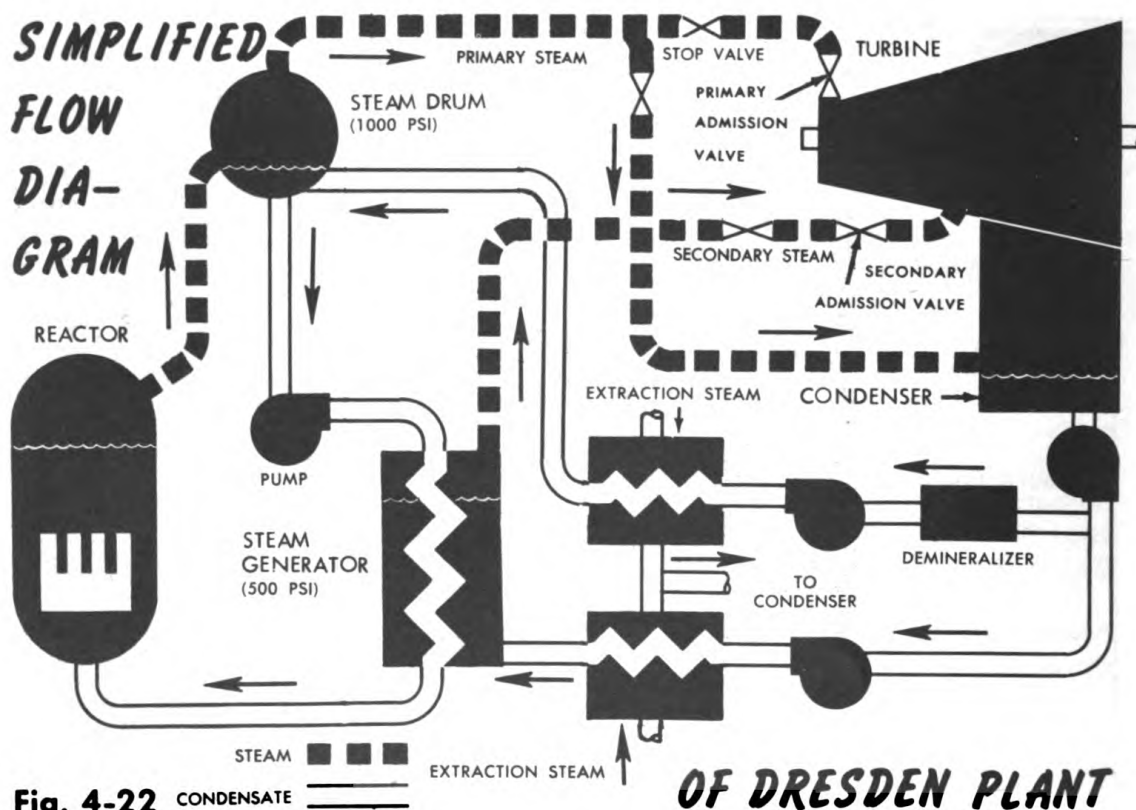 SIMPLIFIED
FLOW
DIA-
GRAM
PRIMARY STEAM
STOP VALVE
TURBINE
STEAM DRUM
(1000 PSI)
PRIMARY
ADMISSION
VALVE
SECONDARY STEAM
SECONDARY
ADMISSION VALVE
REACTOR
EXTRACTION STEAM
CONDENSER
PUMP
STEAM
GENERATOR
(500 PSI)
DEMINERALIZER
TO
CONDENSER
STEAM
EXTRACTION STEAM
OF DRESDEN PLANT
Fig. 4-22 CONDENSATE